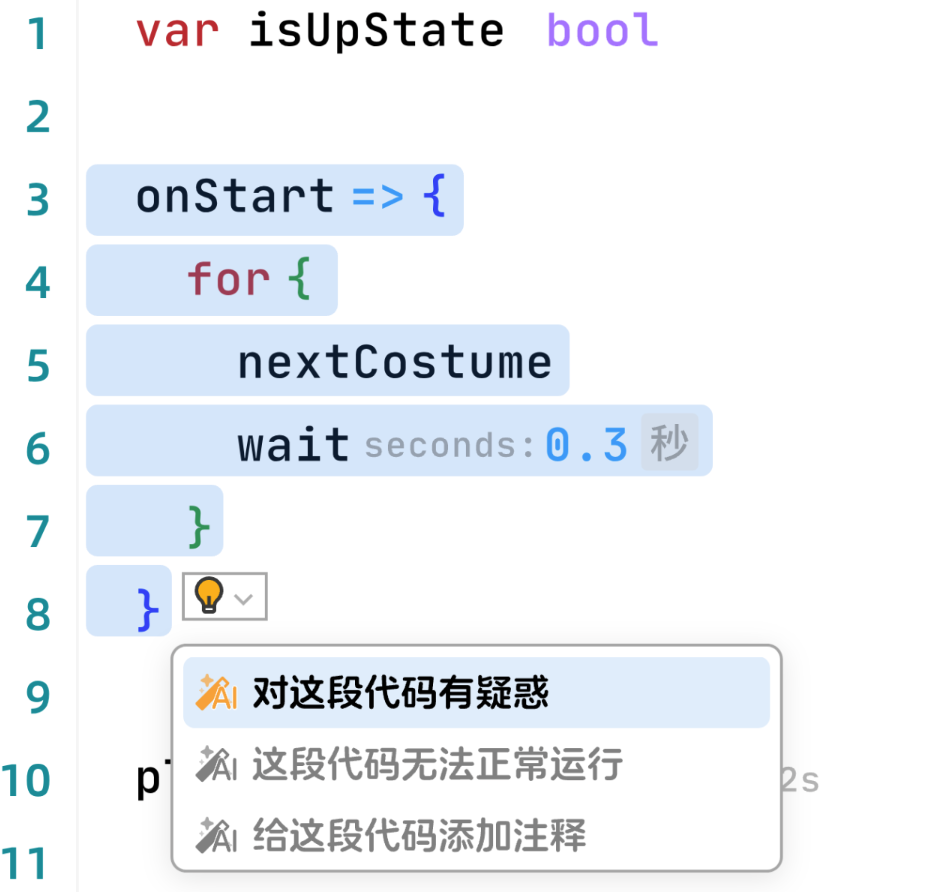 1 var isUpState bool
2
3 onStart => {
4 for {
5 nextCostume
6 wait seconds: 0.3 秒
7 }
8 }
AI 对这段代码有疑惑
9
AI 这段代码无法正常运行
10 2s
AI 给这段代码添加注释
11